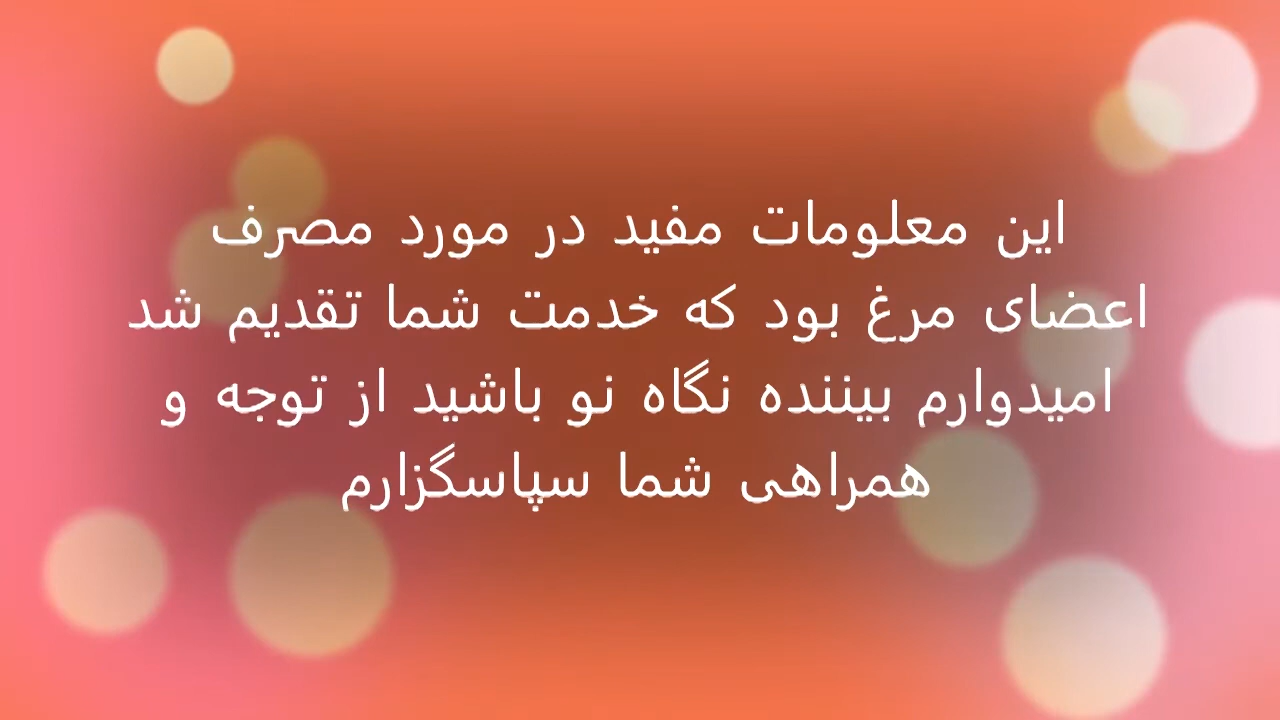 این معلومات مفید در مورد مصرف
اعضای مرغ بود که خدمت شما تقدیم شد
امیدوارم بیننده نگاه نو باشید از توجه و
همراهی شما سپاسگزارم